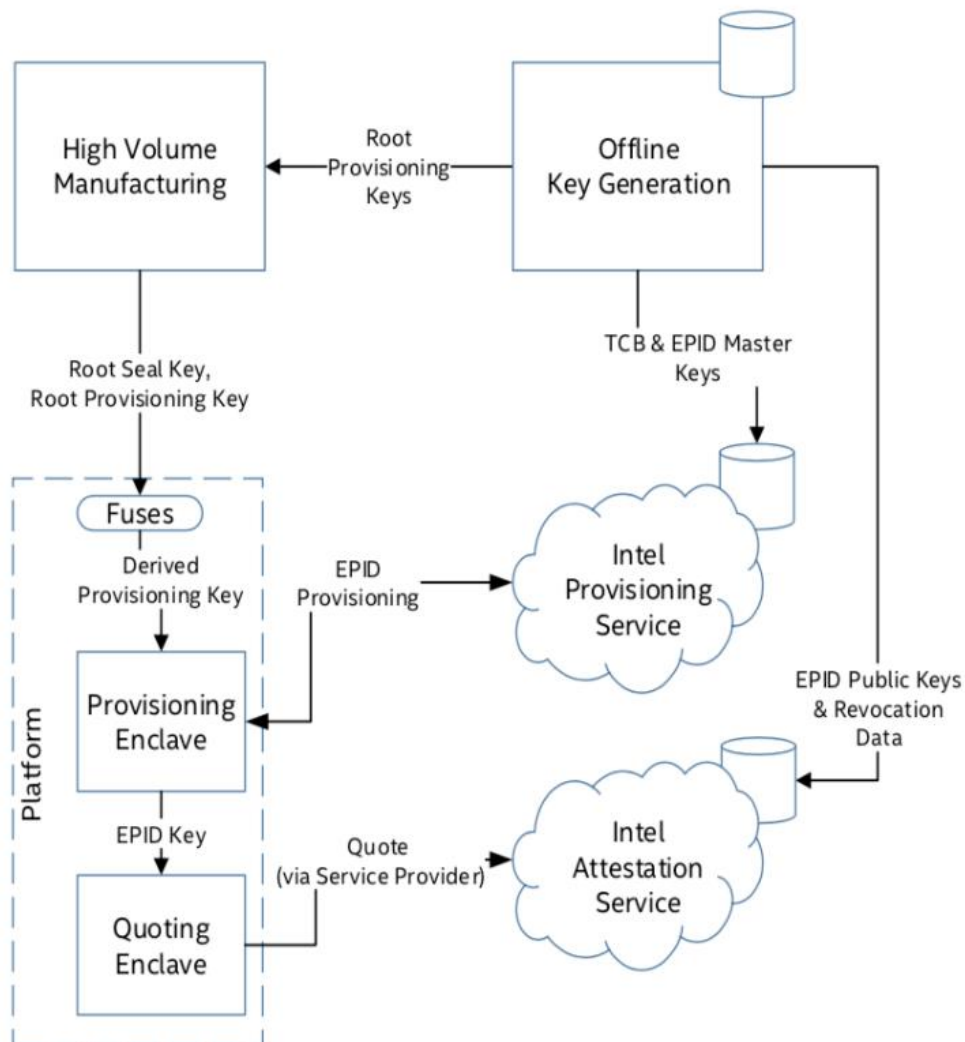 High Volume
Manufacturing
Root
Provisioning
Keys
Offline
Key Generation
TCB & EPID Master
Keys
Root Seal Key,
Root Provisioning Key
Fuses
Derived
Provisioning Key
EPID
Provisioning
Intel
Provisioning
Service
Provisioning
Enclave
EPID Public Keys
& Revocation
Data
Platform
EPID Key
Quote
(via Service Provider)
Intel
Attestation
Service
Quoting
Enclave